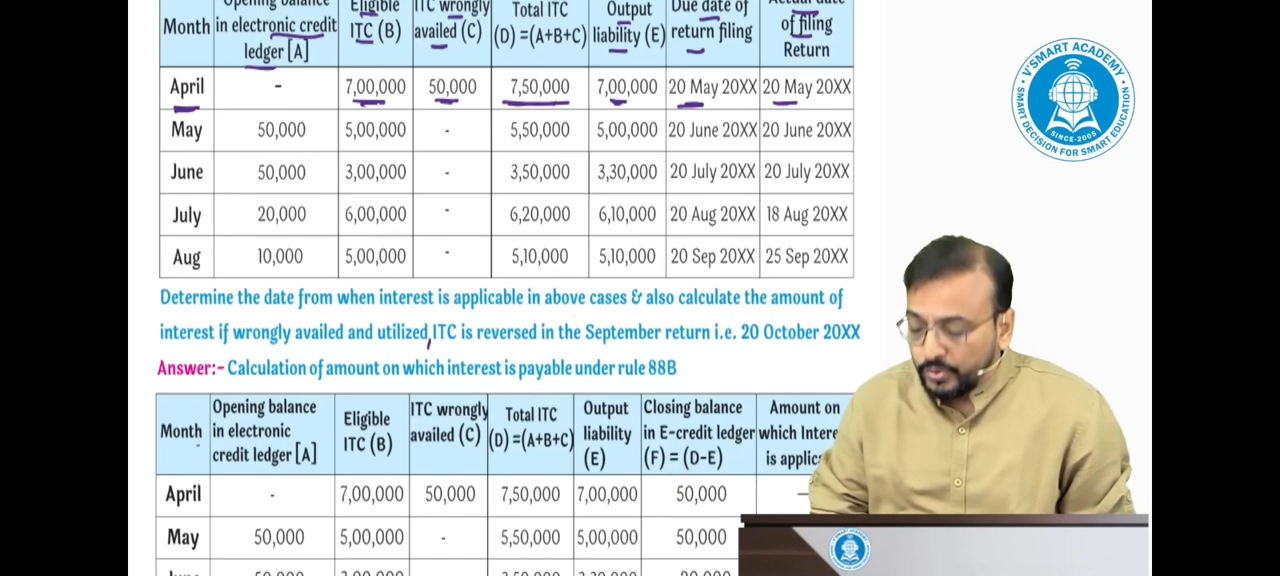 Opening balance Eligible ITC wrongly Total ITC Output Due date of Actual date
Month in electronic credit ITC (B) availed (C) (D) =(A+B+C) liability (E) return filing of filing
ledger [A] Return
April - 7,00,000 50,000 7,50,000 7,00,000 20 May 20XX 20 May 20XX
May 50,000 5,00,000 - 5,50,000 5,00,000 20 June 20XX 20 June 20XX
June 50,000 3,00,000 - 3,50,000 3,30,000 20 July 20XX 20 July 20XX
July 20,000 6,00,000 - 6,20,000 6,10,000 20 Aug 20XX 18 Aug 20XX
Aug 10,000 5,00,000 - 5,10,000 5,10,000 20 Sep 20XX 25 Sep 20XX
Determine the date from when interest is applicable in above cases & also calculate the amount of
interest if wrongly availed and utilized ITC is reversed in the September return i.e. 20 October 20XX
Answer:- Calculation of amount on which interest is payable under rule 88B
Opening balance Eligible ITC wrongly Total ITC Output Closing balance Amount on
Month in electronic ITC (B) availed (C) (D) =(A+B+C) liability in E-credit ledger which Intere
credit ledger [A] (E) (F) = (D-E) is applic
April - 7,00,000 50,000 7,50,000 7,00,000 50,000 —
May 50,000 5,00,000 - 5,50,000 5,00,000 50,000
V'SMART ACADEMY
SINCE-2005
SMART DECISION FOR SMART EDUCATION